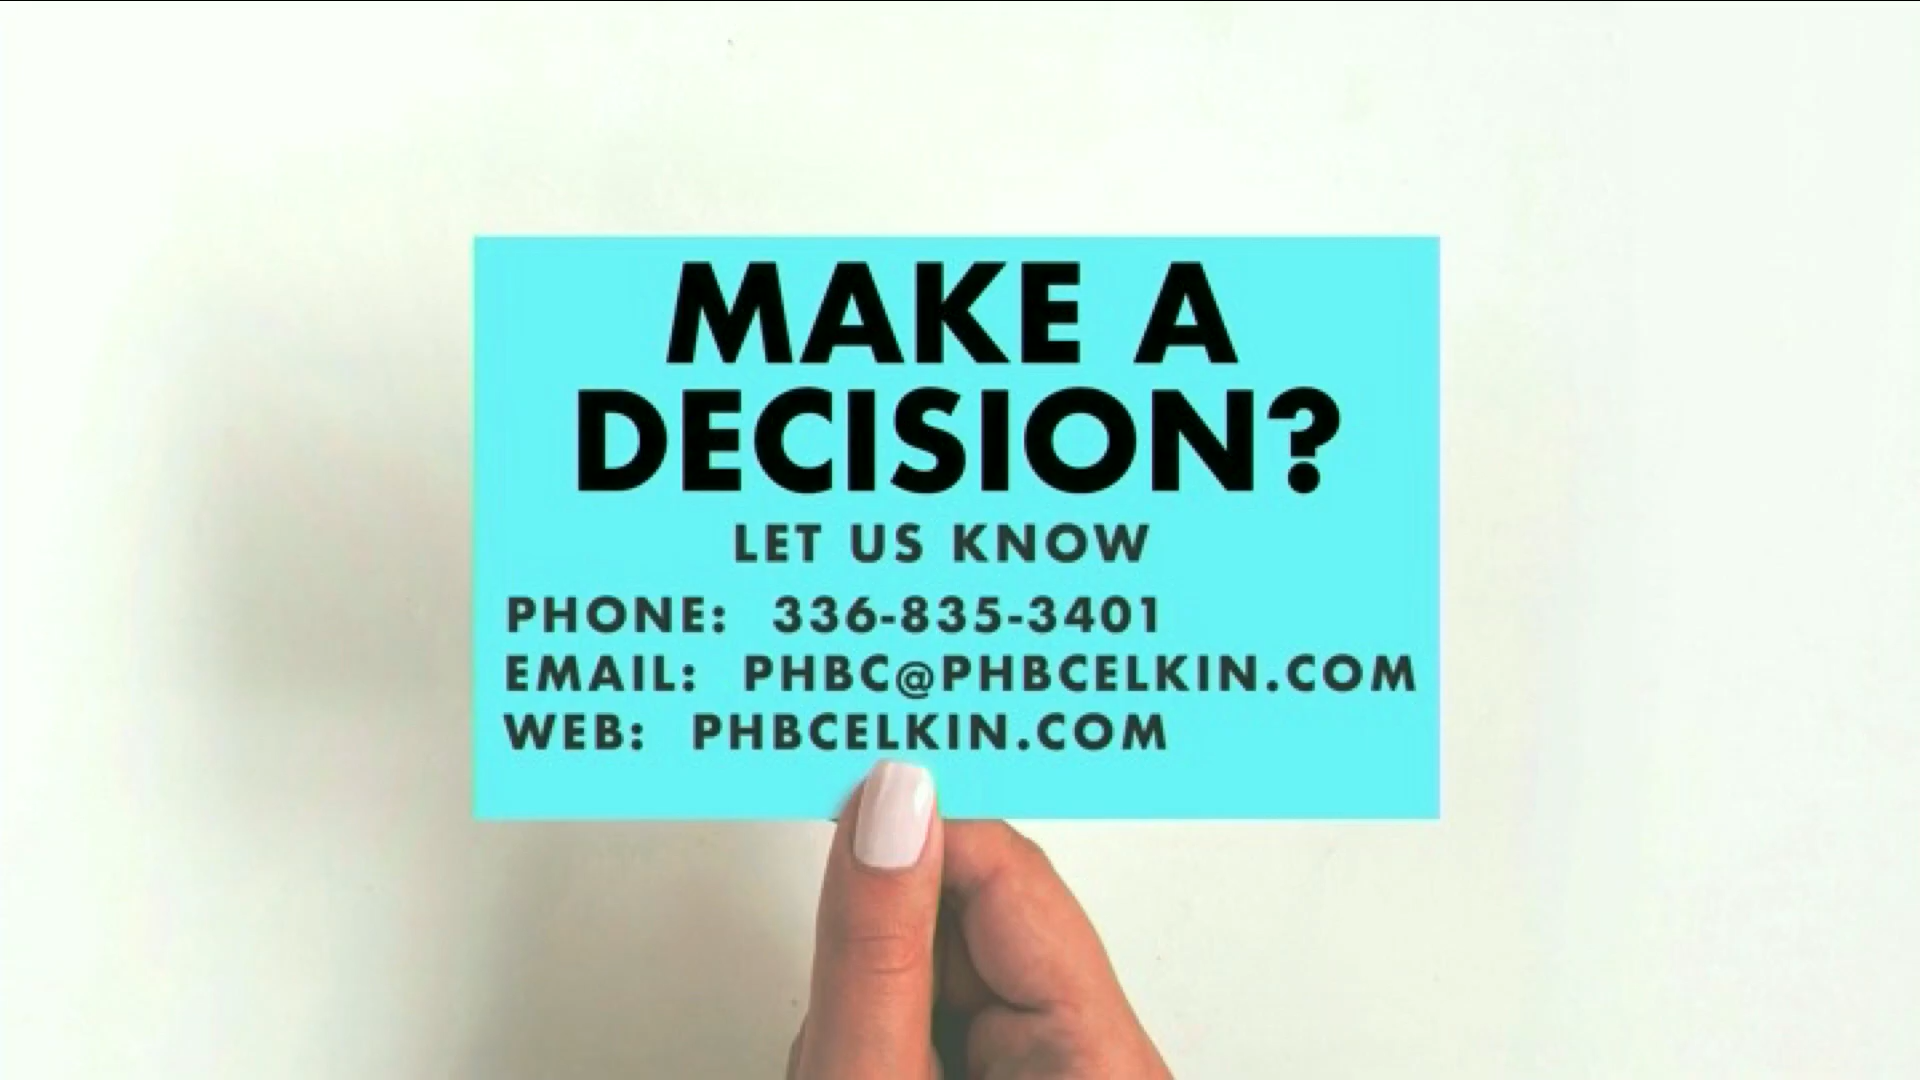 MAKE A
DECISION?
LET US KNOW
PHONE: 336-835-3401
EMAIL: PHBC@PHBCELKIN.COM
WEB: PHBCELKIN.COM